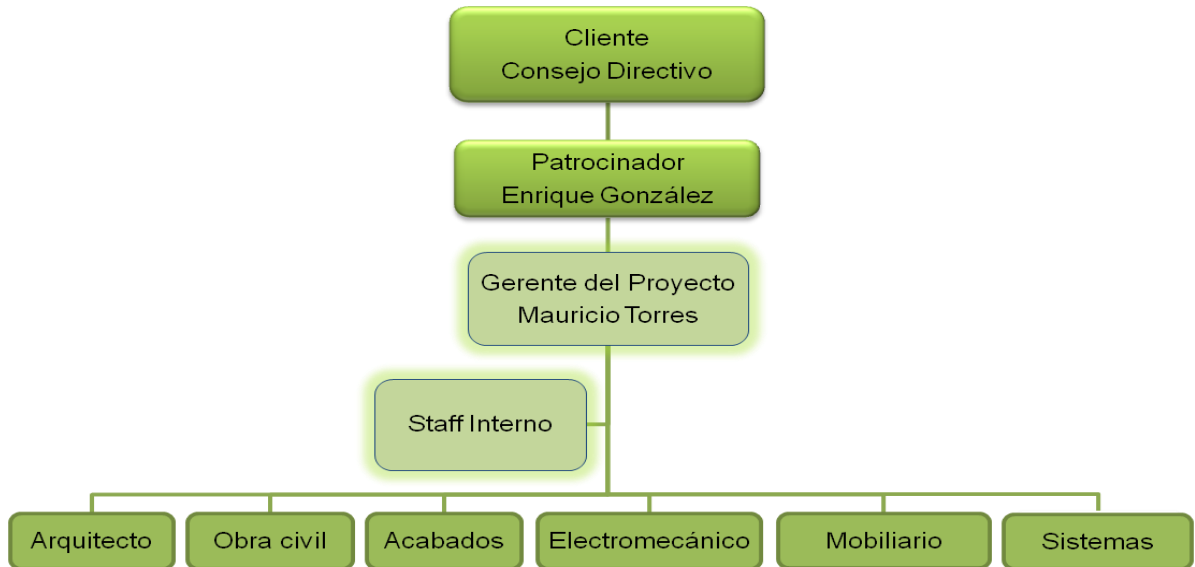 Cliente
Consejo Directivo
Patrocinador
Enrique González
Gerente del Proyecto
Mauricio Torres
Staff Interno
Arquitecto
Obra civil
Acabados
Electromecánico
Mobiliario
Sistemas